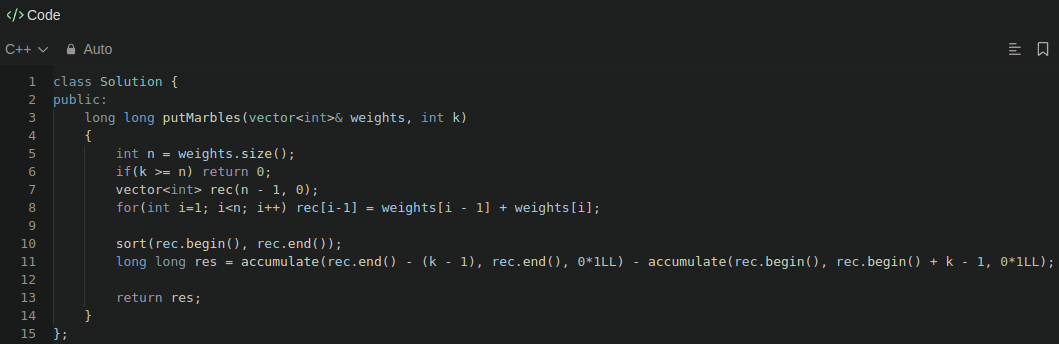 </> Code
C++ Auto
1 class Solution {
2 public:
3     long long putMarbles(vector<int>& weights, int k)
4     {
5         int n = weights.size();
6         if(k >= n) return 0;
7         vector<int> rec(n - 1, 0);
8         for(int i=1; i<n; i++) rec[i-1] = weights[i - 1] + weights[i];
9
10         sort(rec.begin(), rec.end());
11         long long res = accumulate(rec.end() - (k - 1), rec.end(), 0*1LL) - accumulate(rec.begin(), rec.begin() + k - 1, 0*1LL);
12
13         return res;
14     }
15 };